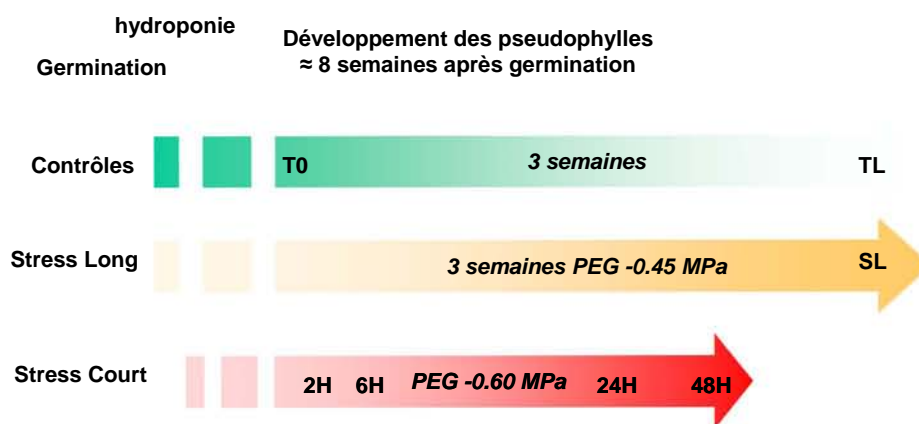 hydroponie
Germination
Développement des pseudophylles
≈ 8 semaines après germination
Contrôles
T0
3 semaines
TL
Stress Long
3 semaines PEG -0.45 MPa
SL
Stress Court
2H
6H
PEG -0.60 MPa
24H
48H